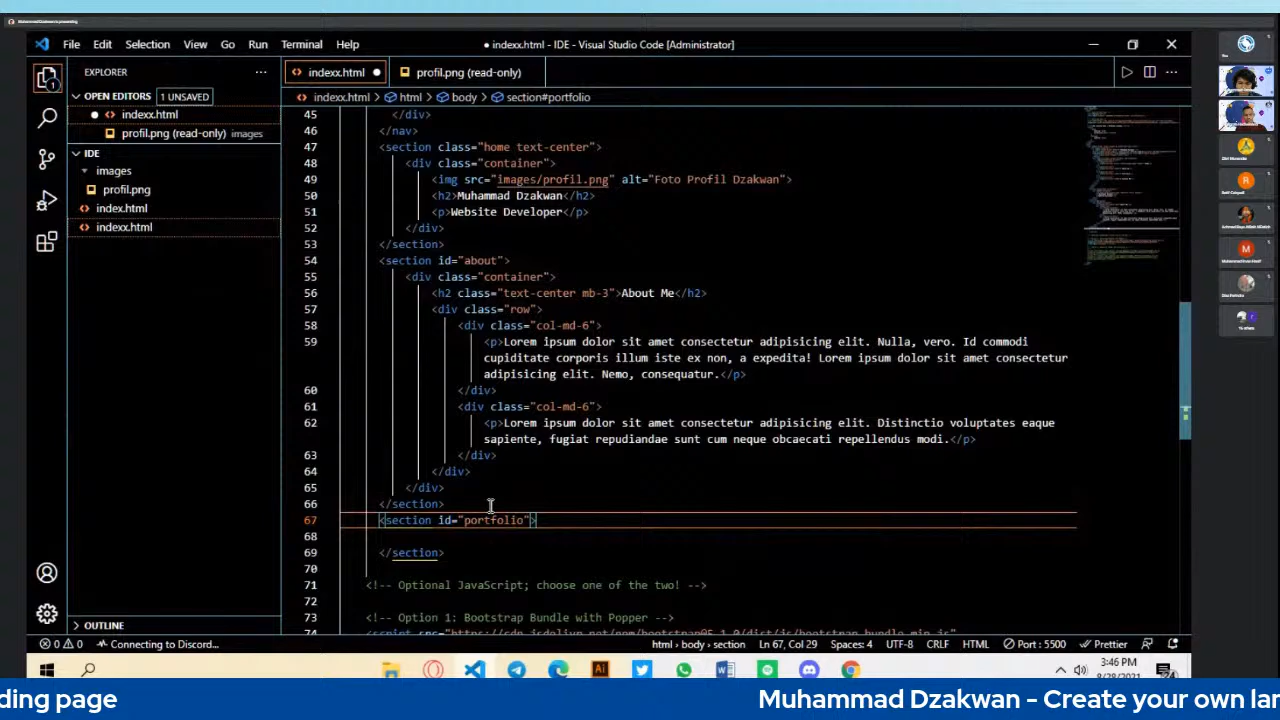 Muhammad Dzakwan is presenting
File Edit Selection View Go Run Terminal Help
● indexx.html - IDE - Visual Studio Code [Administrator]
EXPLORER
indexx.html
profil.png (read-only)
OPEN EDITORS 1 UNSAVED
indexx.html > html > body > section#portfolio
indexx.html
profil.png (read-only) images
IDE
images
profil.png
index.html
indexx.html
45 </div>
46 </nav>
47 <section class="home text-center">
48 <div class="container">
49 <img src="images/profil.png" alt="Foto Profil Dzakwan">
50 <h2>Muhammad Dzakwan</h2>
51 <p>Website Developer</p>
52 </div>
53 </section>
54 <section id="about">
55 <div class="container">
56 <h2 class="text-center mb-3">About Me</h2>
57 <div class="row">
58 <div class="col-md-6">
59 <p>Lorem ipsum dolor sit amet consectetur adipisicing elit. Nulla, vero. Id commodi
cupiditate corporis illum iste ex non, a expedita! Lorem ipsum dolor sit amet consectetur
adipisicing elit. Nemo, consequatur.</p>
60 </div>
61 <div class="col-md-6">
62 <p>Lorem ipsum dolor sit amet consectetur adipisicing elit. Distinctio voluptates eaque
sapiente, fugiat repudiandae sunt cum neque obcaecati repellendus modi.</p>
63 </div>
64 </div>
65 </div>
66 </section>
67 <section id="portfolio">
68
69 </section>
70
71 <!-- Optional JavaScript; choose one of the two! -->
72
73 <!-- Option 1: Bootstrap Bundle with Popper -->
74
OUTLINE
0 0 Connecting to Discord...
html > body > section Ln 67, Col 29 Spaces: 4 UTF-8 CRLF HTML Port : 5500 Prettier
3:46 PM
8/28/2021
ding page
Muhammad Dzakwan - Create your own lan